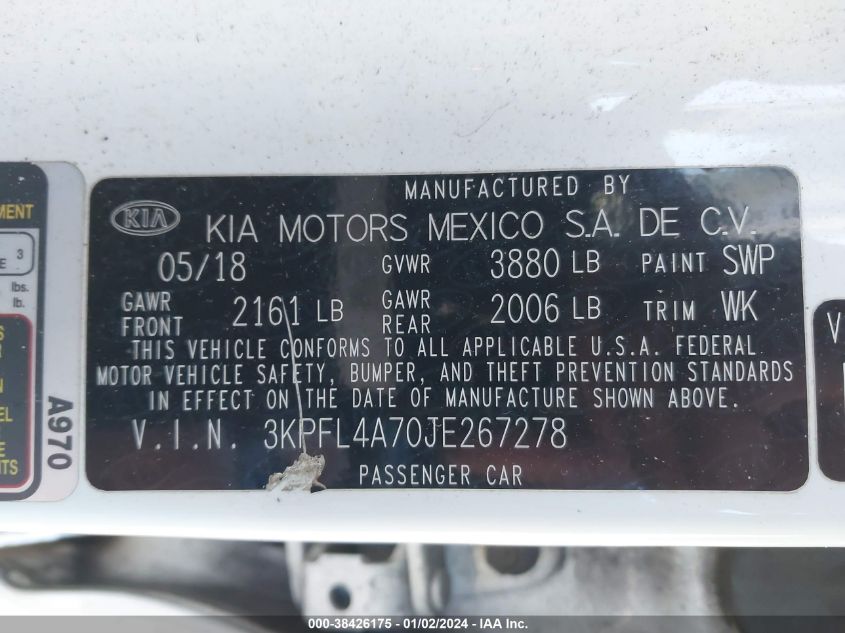 MANUFACTURED BY
KIA
KIA MOTORS MEXICO S.A. DE C.V.
05/18 GVWR 3880 LB PAINT SWP
GAWR FRONT 2161 LB GAWR REAR 2006 LB TRIM WK
THIS VEHICLE CONFORMS TO ALL APPLICABLE U.S.A. FEDERAL
MOTOR VEHICLE SAFETY, BUMPER, AND THEFT PREVENTION STANDARDS
IN EFFECT ON THE DATE OF MANUFACTURE SHOWN ABOVE.
V.I.N. 3KPFL4A70JE267278
PASSENGER CAR
3
lbs.
lb.
A970
000-38426175 - 01/02/2024 - IAA Inc.